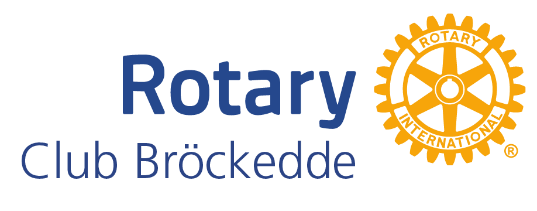 Rotary
Club Bröckedde
ROTARY
INTERNATIONAL
®